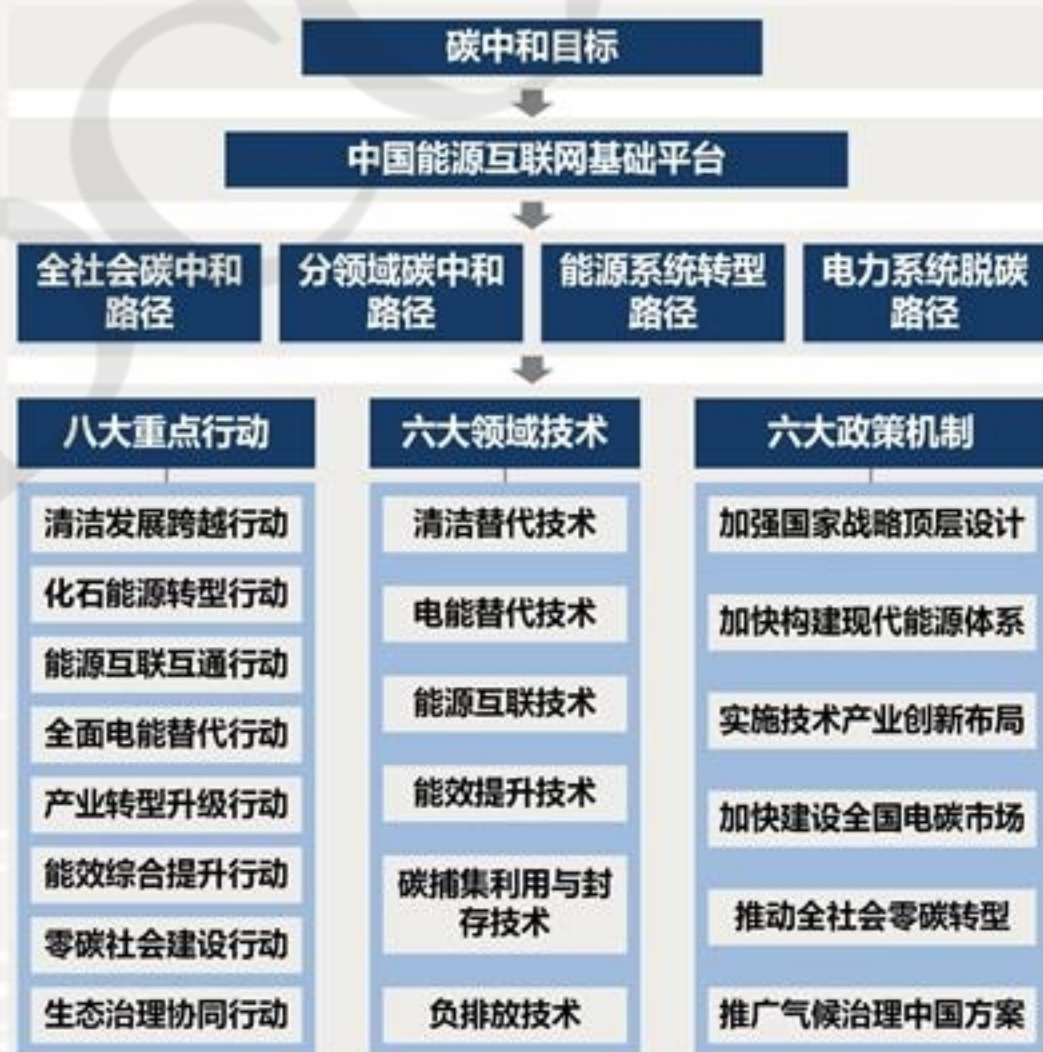 碳中和目标
中国能源互联网基础平台
全社会碳中和
路径
分领域碳中和
路径
能源系统转型
路径
电力系统脱碳
路径
八大重点行动
清洁发展跨越行动
化石能源转型行动
能源互联互通行动
全面电能替代行动
产业转型升级行动
能效综合提升行动
零碳社会建设行动
生态治理协同行动
六大领域技术
清洁替代技术
电能替代技术
能源互联技术
能效提升技术
碳捕集利用与封
存技术
负排放技术
六大政策机制
加强国家战略顶层设计
加快构建现代能源体系
实施技术产业创新布局
加快建设全国电碳市场
推动全社会零碳转型
推广气候治理中国方案